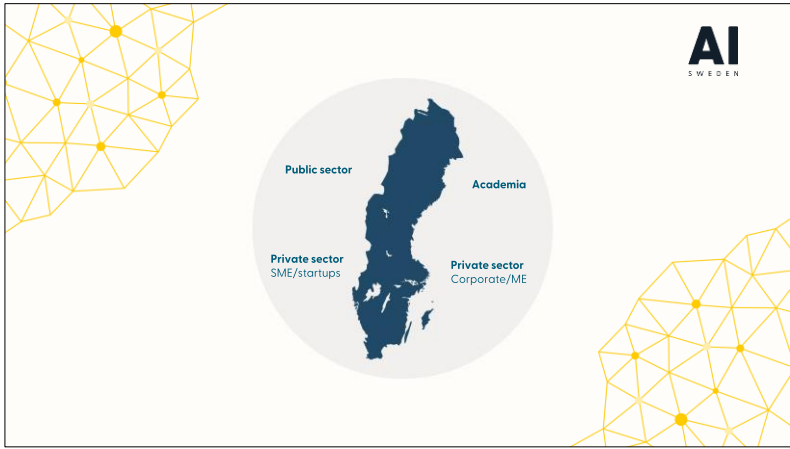 AI
SWEDEN
Public sector
Academia
Private sector
SME/startups
Private sector
Corporate/ME